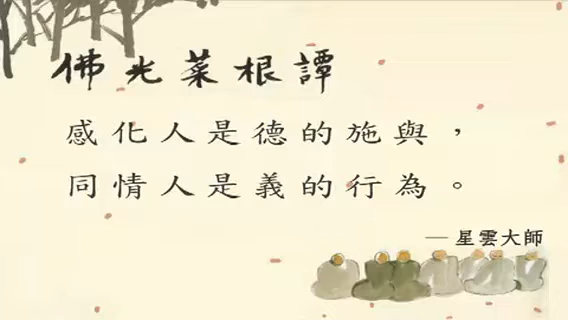 佛光菜根譚
感化人是德的施與，
同情人是義的行為。
— 星雲大師